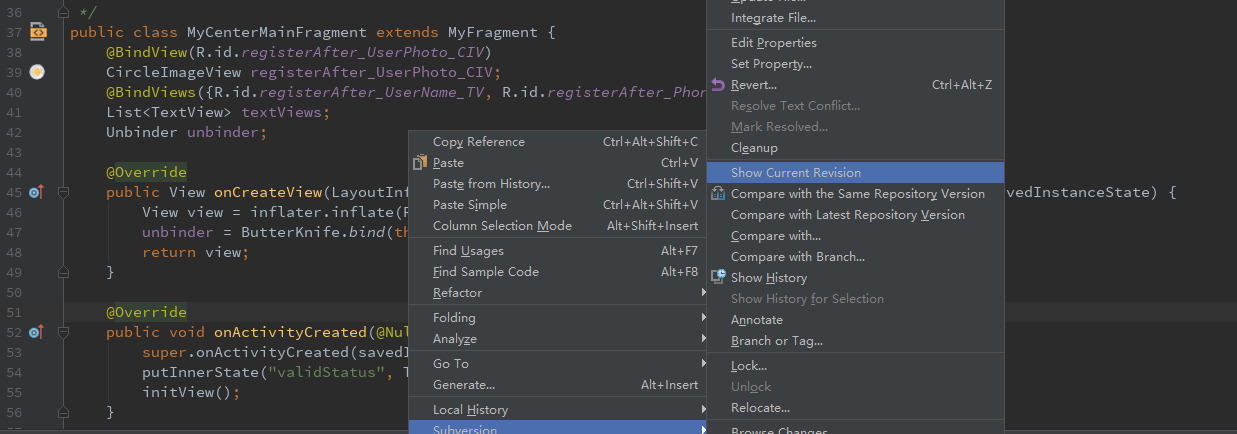 36 */
37 public class MyCenterMainFragment extends MyFragment {
38 @BindView(R.id.registerAfter_UserPhoto_CIV)
39 CircleImageView registerAfter_UserPhoto_CIV;
40 @BindViews({R.id.registerAfter_UserName_TV, R.id.registerAfter_Phon
41 List<TextView> textViews;
42 Unbinder unbinder;
43
44 @Override
45 public View onCreateView(LayoutInf vedInstanceState) {
46 View view = inflater.inflate(R
47 unbinder = ButterKnife.bind(th
48 return view;
49 }
50
51 @Override
52 public void onActivityCreated(@Nul
53 super.onActivityCreated(savedI
54 putInnerState("validStatus", T
55 initView();
56 }
Copy Reference Ctrl+Alt+Shift+C
Paste Ctrl+V
Paste from History... Ctrl+Shift+V
Paste Simple Ctrl+Alt+Shift+V
Column Selection Mode Alt+Shift+Insert
Find Usages Alt+F7
Find Sample Code Alt+F8
Refactor
Folding
Analyze
Go To
Generate... Alt+Insert
Local History
Subversion
Update File...
Integrate File...
Edit Properties
Set Property...
Revert... Ctrl+Alt+Z
Resolve Text Conflict...
Mark Resolved...
Cleanup
Show Current Revision
Compare with the Same Repository Version
Compare with Latest Repository Version
Compare with...
Compare with Branch...
Show History
Show History for Selection
Annotate
Branch or Tag...
Lock...
Unlock
Relocate...
Browse Changes